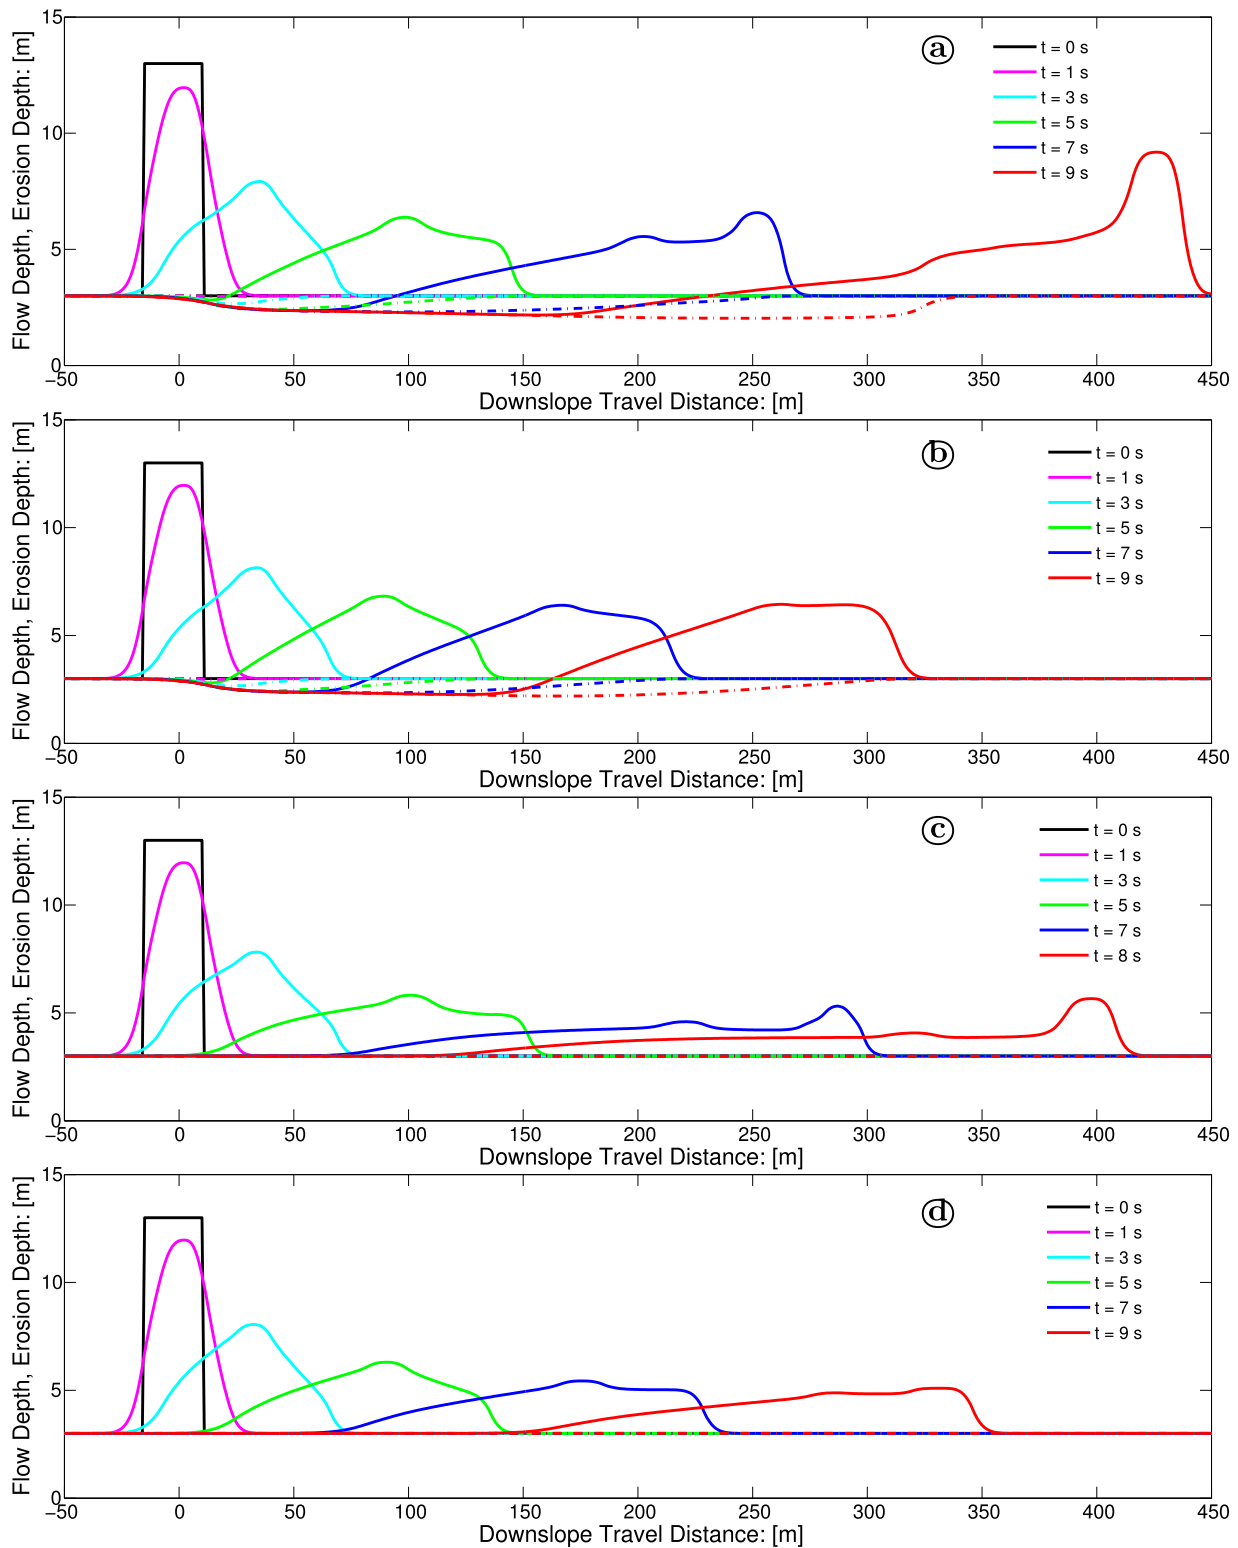 Flow Depth, Erosion Depth: [m]
15
10
5
0
ⓐ
t = 0 s
t = 1 s
t = 3 s
t = 5 s
t = 7 s
t = 9 s
−50 0 50 100 150 200 250 300 350 400 450
Downslope Travel Distance: [m]
Flow Depth, Erosion Depth: [m]
15
10
5
0
ⓑ
t = 0 s
t = 1 s
t = 3 s
t = 5 s
t = 7 s
t = 9 s
−50 0 50 100 150 200 250 300 350 400 450
Downslope Travel Distance: [m]
Flow Depth, Erosion Depth: [m]
15
10
5
0
ⓒ
t = 0 s
t = 1 s
t = 3 s
t = 5 s
t = 7 s
t = 8 s
−50 0 50 100 150 200 250 300 350 400 450
Downslope Travel Distance: [m]
Flow Depth, Erosion Depth: [m]
15
10
5
0
ⓓ
t = 0 s
t = 1 s
t = 3 s
t = 5 s
t = 7 s
t = 9 s
−50 0 50 100 150 200 250 300 350 400 450
Downslope Travel Distance: [m]